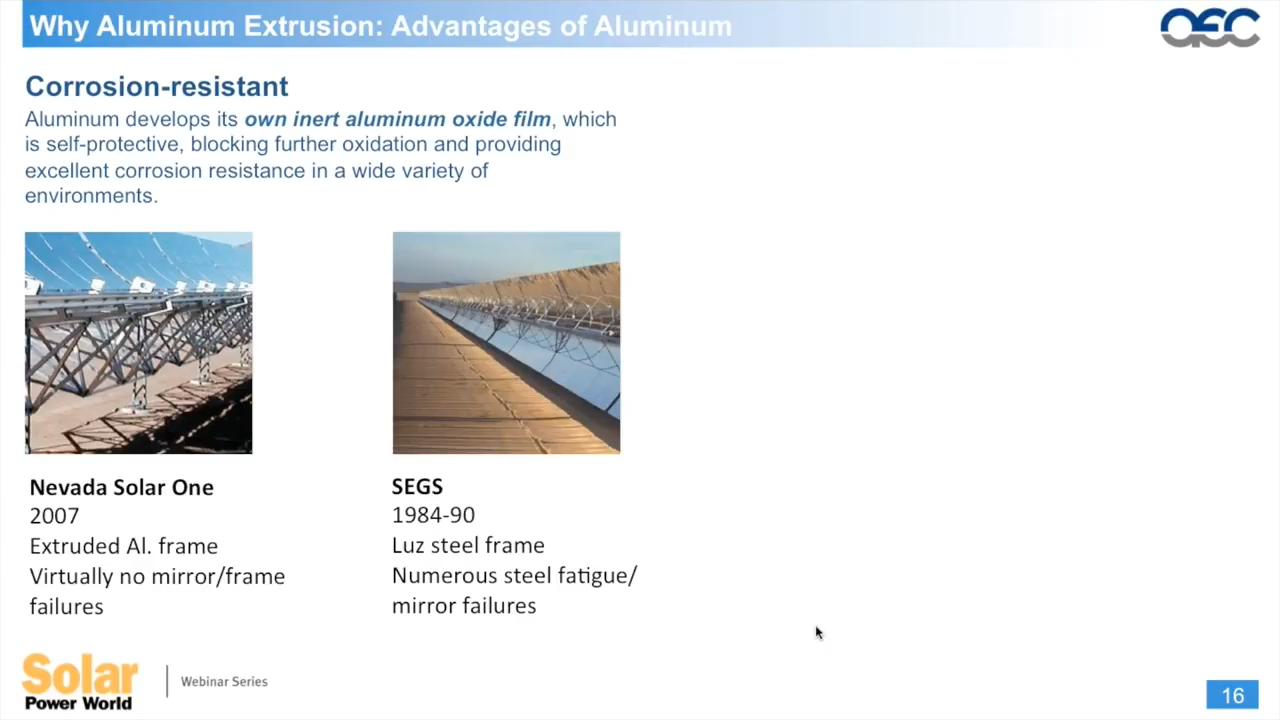 Why Aluminum Extrusion: Advantages of Aluminum
AEC
Corrosion-resistant
Aluminum develops its own inert aluminum oxide film, which
is self-protective, blocking further oxidation and providing
excellent corrosion resistance in a wide variety of
environments.
Nevada Solar One
2007
Extruded Al. frame
Virtually no mirror/frame
failures
SEGS
1984-90
Luz steel frame
Numerous steel fatigue/
mirror failures
Solar
Power World
Webinar Series
16